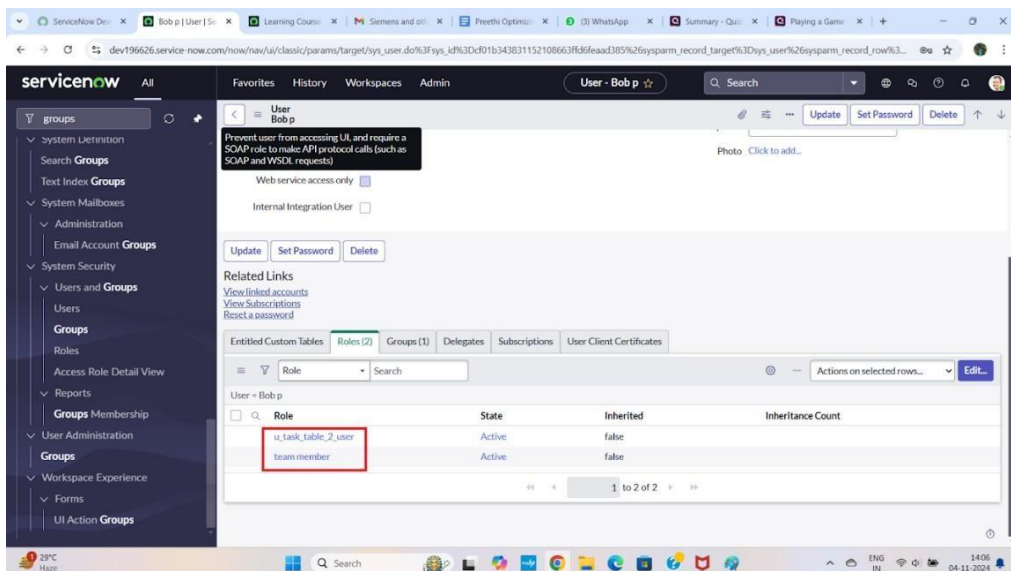 ServiceNow Dev
Bob p | User | Se
Learning Course
Siemens and oth
Preethi Optimiz
(3) WhatsApp
Summary - Quiz
Playing a Game
dev196626.service-now.com/now/nav/ui/classic/params/target/sys_user.do%3Fsys_id%3Dcf01b343831152108663ffd6feaad385%26sysparm_record_target%3Dsys_user%26sysparm_record_row%3...
servicenow All Favorites History Workspaces Admin User - Bob p Search
groups
System Definition
Search Groups
Text Index Groups
System Mailboxes
Administration
Email Account Groups
System Security
Users and Groups
Users
Groups
Roles
Access Role Detail View
Reports
Groups Membership
User Administration
Groups
Workspace Experience
Forms
UI Action Groups
User
Bob p
Update Set Password Delete
Prevent user from accessing UI, and require a
SOAP role to make API protocol calls (such as
SOAP and WSDL requests)
Photo Click to add...
Web service access only
Internal Integration User
Update Set Password Delete
Related Links
View linked accounts
View Subscriptions
Reset a password
Entitled Custom Tables Roles (2) Groups (1) Delegates Subscriptions User Client Certificates
Role Search Actions on selected rows... Edit...
User = Bob p
Role State Inherited Inheritance Count
u_task_table_2_user Active false
team member Active false
1 to 2 of 2
29°C
Haze
Search
ENG
IN
14:06
04-11-2024